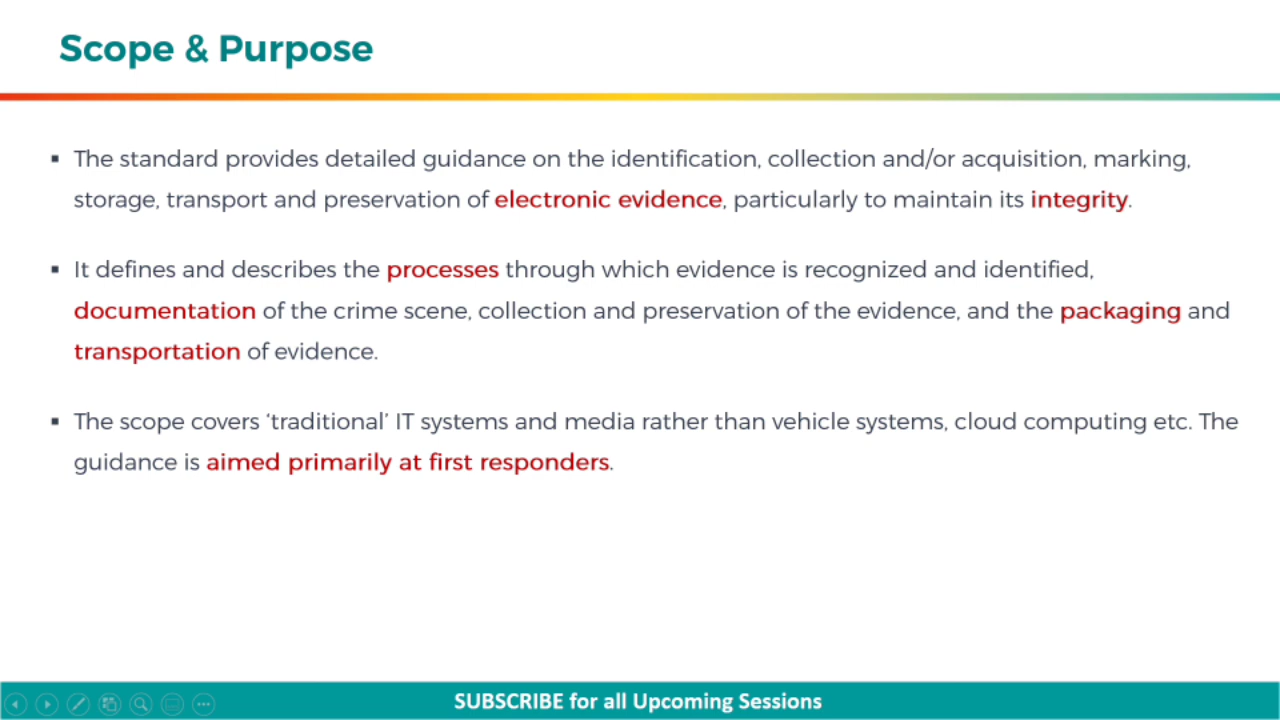 Scope & Purpose
▪ The standard provides detailed guidance on the identification, collection and/or acquisition, marking,
storage, transport and preservation of electronic evidence, particularly to maintain its integrity.
▪ It defines and describes the processes through which evidence is recognized and identified,
documentation of the crime scene, collection and preservation of the evidence, and the packaging and
transportation of evidence.
▪ The scope covers ‘traditional’ IT systems and media rather than vehicle systems, cloud computing etc. The
guidance is aimed primarily at first responders.
SUBSCRIBE for all Upcoming Sessions